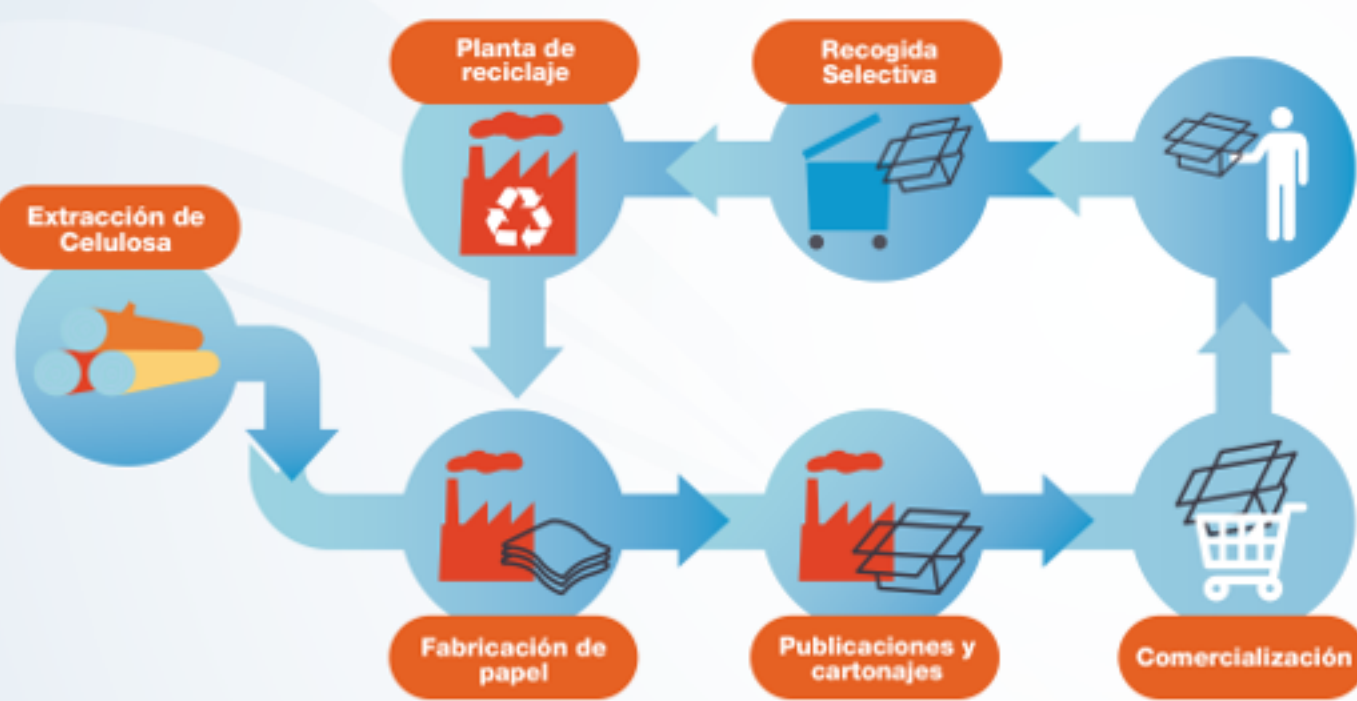 Planta de
reciclaje
Recogida
Selectiva
Extracción de
Celulosa
Fabricación de
papel
Publicaciones y
cartonajes
Comercialización